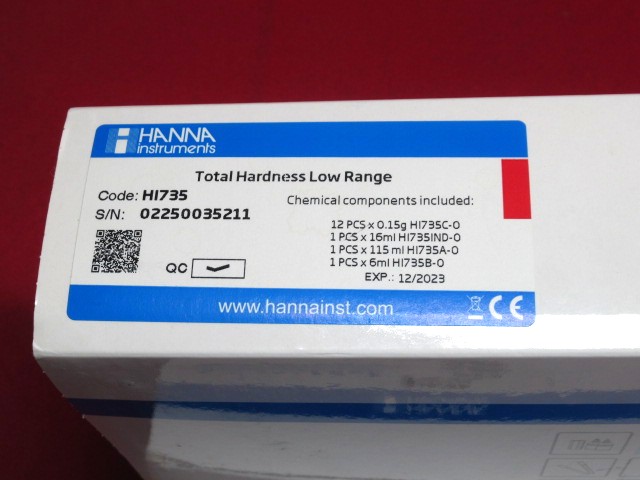 HANNA
instruments
Total Hardness Low Range
Code: HI735
S/N: 02250035211
Chemical components included:
12 PCS x 0.15g HI735C-0
1 PCS x 16ml HI735IND-0
1 PCS x 115 ml HI735A-0
1 PCS x 6ml HI735B-0
EXP.: 12/2023
QC
www.hannainst.com
CE
HANNA